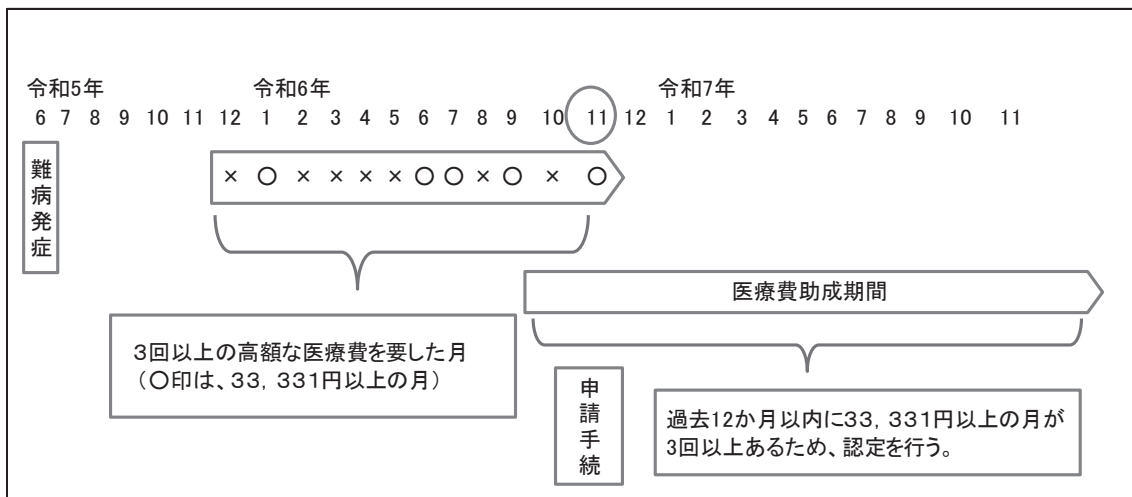 令和5年 令和6年 令和7年
6 7 8 9 10 11 12 1 2 3 4 5 6 7 8 9 10 11 12 1 2 3 4 5 6 7 8 9 10 11
難病発症
× ○ × × × × ○ ○ × ○ × ○
医療費助成期間
3回以上の高額な医療費を要した月
(○印は、33,331円以上の月)
申請手続
過去12か月以内に33,331円以上の月が
3回以上あるため、認定を行う。